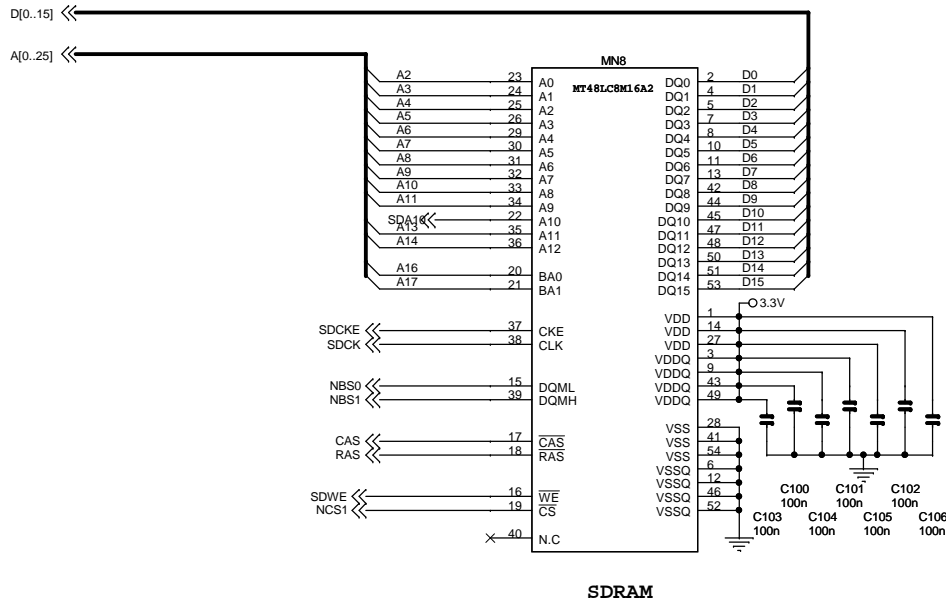 D[0..15]
A[0..25]
MN8
MT48LC8M16A2
A2 23 A0 DQ0 2 D0
A3 24 A1 DQ1 4 D1
A4 25 A2 DQ2 5 D2
A5 26 A3 DQ3 7 D3
A6 29 A4 DQ4 8 D4
A7 30 A5 DQ5 10 D5
A8 31 A6 DQ6 11 D6
A9 32 A7 DQ7 13 D7
A10 33 A8 DQ8 42 D8
A11 34 A9 DQ9 44 D9
SDA10 22 A10 DQ10 45 D10
A13 35 A11 DQ11 47 D11
A14 36 A12 DQ12 48 D12
DQ13 50 D13
A16 20 BA0 DQ14 51 D14
A17 21 BA1 DQ15 53 D15
3.3V
VDD 1
VDD 14
SDCKE 37 CKE VDD 27
SDCK 38 CLK VDDQ 3
VDDQ 9
NBS0 15 DQML VDDQ 43
NBS1 39 DQMH VDDQ 49
VSS 28
CAS 17 CAS VSS 41
RAS 18 RAS VSS 54
VSSQ 6
VSSQ 12
SDWE 16 WE VSSQ 46
NCS1 19 CS VSSQ 52
40 N.C
C100 100n
C101 100n
C102 100n
C103 100n
C104 100n
C105 100n
C106 100n
SDRAM